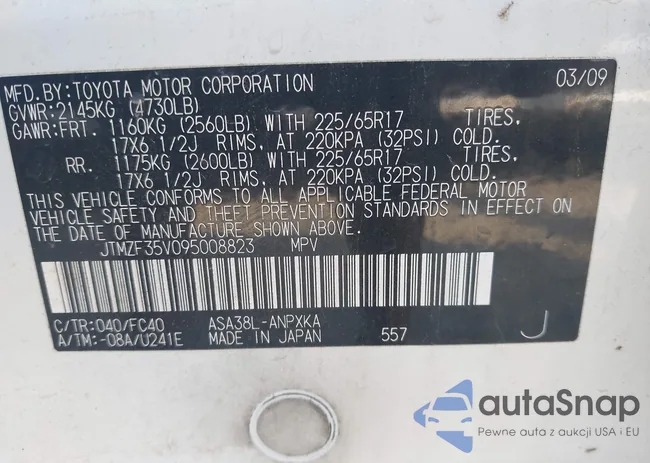 MFD.BY:TOYOTA MOTOR CORPORATION 03/09
GVWR:2145KG (4730LB)
GAWR:FRT. 1160KG (2560LB) WITH 225/65R17 TIRES,
17X6 1/2J RIMS, AT 220KPA (32PSI) COLD.
RR. 1175KG (2600LB) WITH 225/65R17 TIRES,
17X6 1/2J RIMS, AT 220KPA (32PSI) COLD.
THIS VEHICLE CONFORMS TO ALL APPLICABLE FEDERAL MOTOR
VEHICLE SAFETY AND THEFT PREVENTION STANDARDS IN EFFECT ON
THE DATE OF MANUFACTURE SHOWN ABOVE.
JTMZF35V095008823 MPV
C/TR:040/FC40 ASA38L-ANPXKA
A/TM:-08A/U241E MADE IN JAPAN 557 J
autoSnap
Pewne auta z aukcji USA i EU